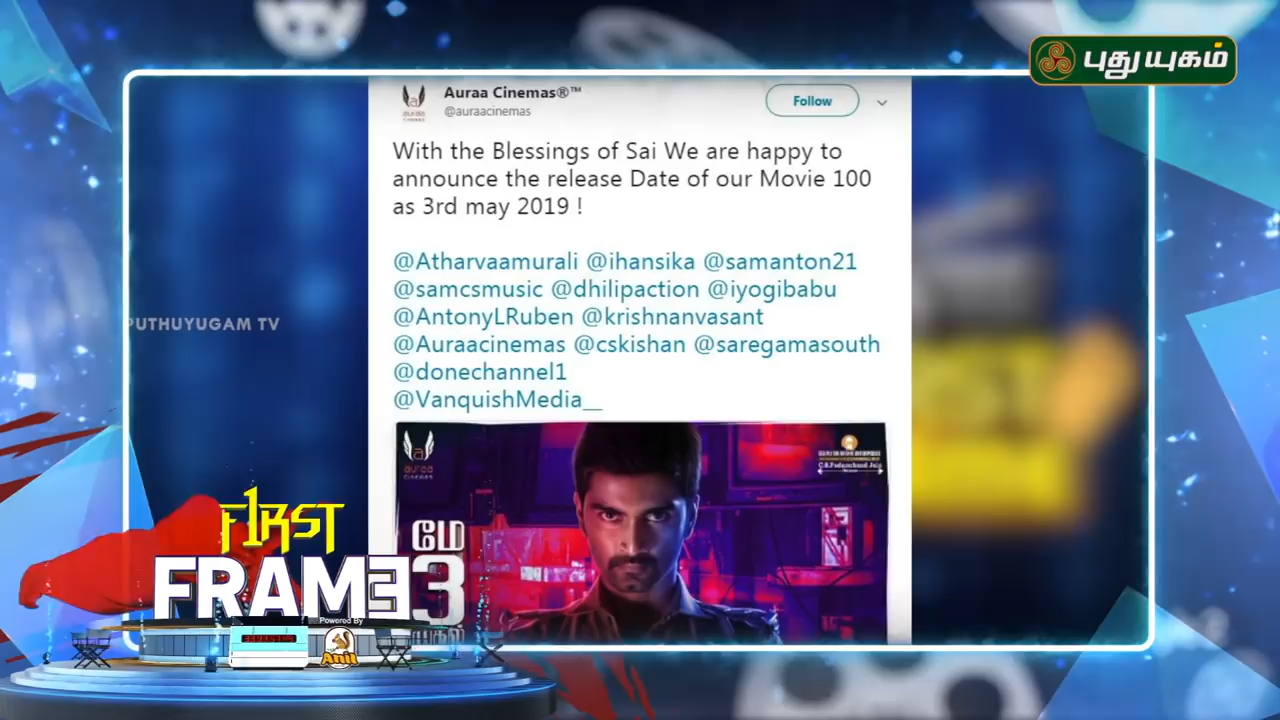 புதுயுகம்
Auraa Cinemas®™
@auraacinemas
Follow
With the Blessings of Sai We are happy to
announce the release Date of our Movie 100
as 3rd may 2019 !
@Atharvaamurali @ihansika @samanton21
@samcsmusic @dhilipaction @iyogibabu
@AntonyLRuben @krishnanvasant
@Auraacinemas @cskishan @saregamasouth
@donechannel1
@VanquishMedia__
PUTHUYUGAM TV
auraa
CINEMAS
மே
3
FIRST
FRAME
Powered By
Anil